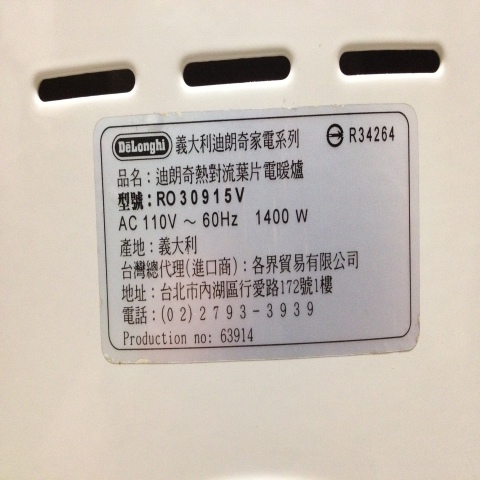 DeLonghi 義大利迪朗奇家電系列 R34264
品名：迪朗奇熱對流葉片電暖爐
型號：RO30915V
AC 110V ～ 60Hz 1400 W
產地：義大利
台灣總代理(進口商)：各界貿易有限公司
地址：台北市內湖區行愛路172號1樓
電話：(02)2793-3939
Production no: 63914